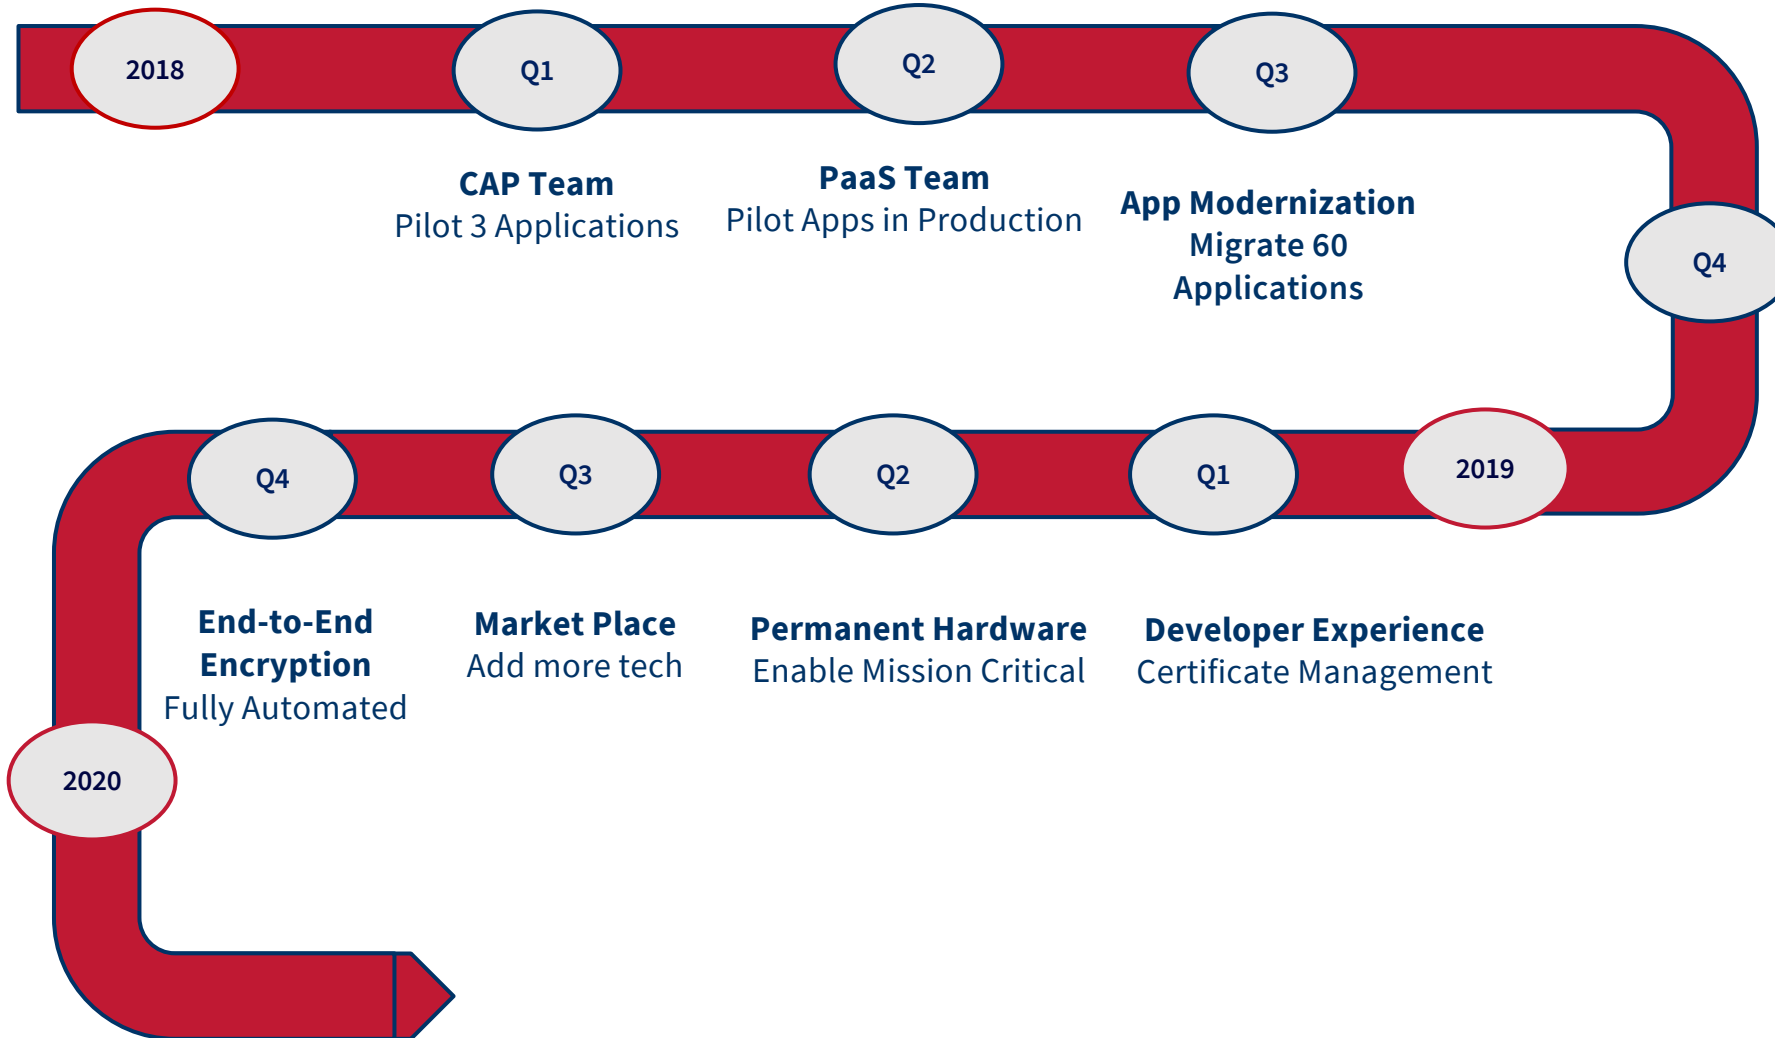 2018
Q1
Q2
Q3
CAP Team
Pilot 3 Applications
PaaS Team
Pilot Apps in Production
App Modernization
Migrate 60
Applications
Q4
2019
Q1
Q2
Q3
Q4
Developer Experience
Certificate Management
Permanent Hardware
Enable Mission Critical
Market Place
Add more tech
End-to-End
Encryption
Fully Automated
2020